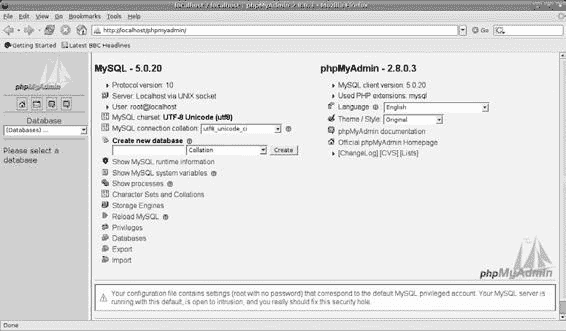 localhost / localhost | phpMyAdmin 2.8.0.3 - Mozilla Firefox
File Edit View Go Bookmarks Tools Help
http://localhost/phpmyadmin/
Go
Getting Started Latest BBC Headlines
phpMyAdmin
Database
(Databases) ...
Please select a
database
MySQL - 5.0.20
Protocol version: 10
Server: Localhost via UNIX socket
User: root@localhost
MySQL charset: UTF-8 Unicode (utf8)
MySQL connection collation: utf8_unicode_ci
Create new database
Collation Create
Show MySQL runtime information
Show MySQL system variables
Show processes
Character Sets and Collations
Storage Engines
Reload MySQL
Privileges
Databases
Export
Import
phpMyAdmin - 2.8.0.3
MySQL client version: 5.0.20
Used PHP extensions: mysql
Language: English
Theme / Style: Original
phpMyAdmin documentation
Official phpMyAdmin Homepage
[ChangeLog] [CVS] [Lists]
phpMyAdmin
Your configuration file contains settings (root with no password) that correspond to the default MySQL privileged account. Your MySQL server is
running with this default, is open to intrusion, and you really should fix this security hole.
Done